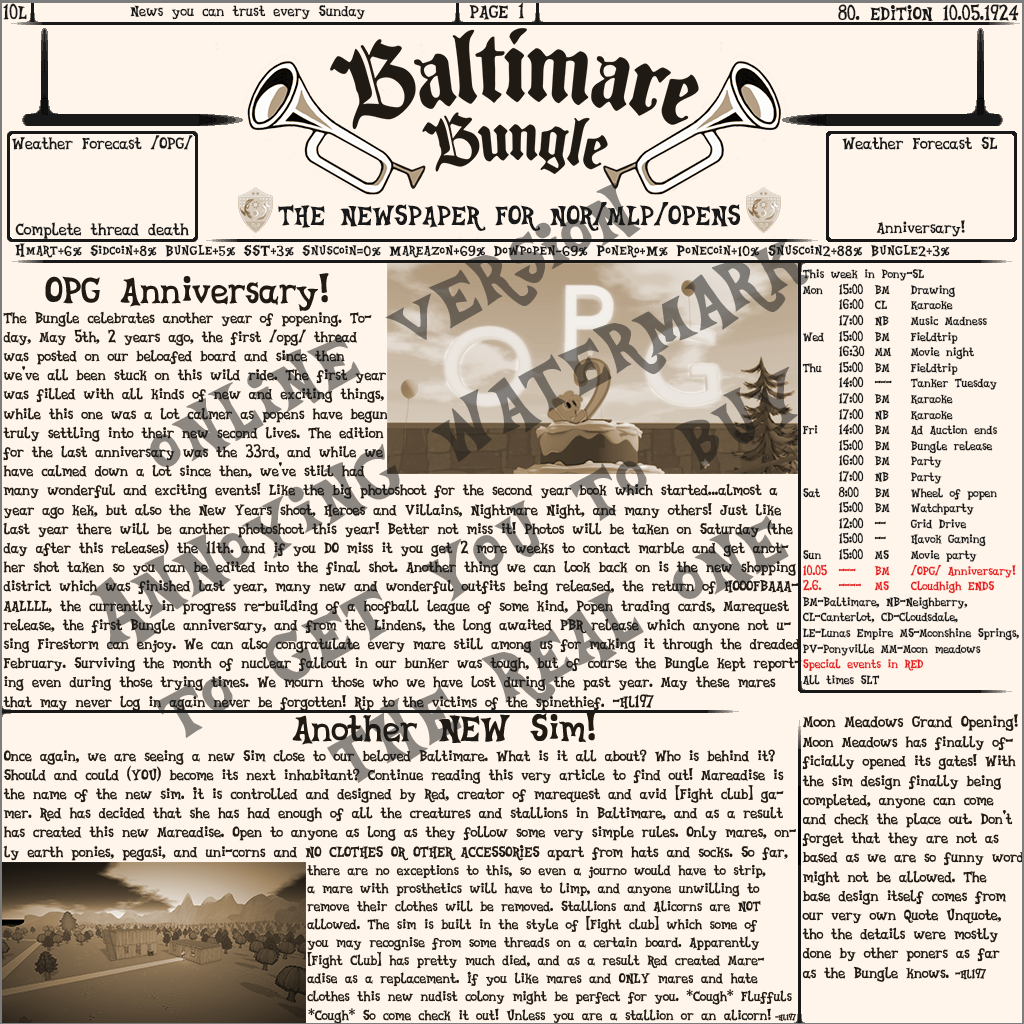 10L
News you can trust every Sunday
PAGE 1
80. EDITION 10.05.1924
Baltimare
Bungle
THE NEWSPAPER FOR NOR/MLP/OPENS
Weather Forecast /OPG/
Complete thread death
Weather Forecast SL
Anniversary!
HMART+6% SIDCOIN+8% BUNGLE+5% SST+3% SNUSCOIN=0% MAREAZON+69% DOWPOPEN-69% PONERO+M% PONECOIN+10% SNUSCOIN2+88% BUNGLE2+3%
OPG Anniversary!
The Bungle celebrates another year of popening. To-
day, May 5th, 2 years ago, the first /opg/ thread
was posted on our beloafed board and since then
we've all been stuck on this wild ride. The first year
was filled with all kinds of new and exciting things,
while this one was a lot calmer as popens have begun
truly settling into their new second Lives. The edition
for the last anniversary was the 33rd, and while we
have calmed down a lot since then, we've still had
many wonderful and exciting events! Like the big photoshoot for the second year book which started...almost a
year ago kek, but also the New Years shoot, Heroes and Villains, Nightmare Night, and many others! Just like
last year there will be another photoshoot this year! Better not miss it! Photos will be taken on Saturday (the
day after this releases) the 11th. and if you DO miss it you get 2 more weeks to contact marble and get anot-
her shot taken so you can be edited into the final shot. Another thing we can look back on is the new shopping
district which was finished last year, many new and wonderful outfits being released, the return of HOOOFBAAA-
AALLLL, the currently in progress re-building of a hoofball league of some kind, Popen trading cards, Marequest
release, the first Bungle anniversary, and from the Lindens, the long awaited PBR release which anyone not u-
sing Firestorm can enjoy. We can also congratulate every mare still among us for making it through the dreaded
February. Surviving the month of nuclear fallout in our bunker was tough, but of course the Bungle kept report-
ing even during those trying times. We mourn those who we have lost during the past year. May these mares
that may never log in again never be forgotten! Rip to the victims of the spinethief. -HL197
OPG
This week in Pony-SL
Mon 15:00 BM Drawing
16:00 CL Karaoke
17:00 NB Music Madness
Wed 15:00 BM Fieldtrip
16:30 MM Movie night
Thu 15:00 BM Fieldtrip
14:00 ---- Tanker Tuesday
17:00 BM Karaoke
17:00 NB Karaoke
Fri 14:00 BM Ad Auction ends
15:00 BM Bungle release
16:00 BM Party
17:00 NB Party
Sat 8:00 BM Wheel of popen
15:00 BM Watchparty
12:00 --- Grid Drive
15:00 --- Havok Gaming
Sun 15:00 MS Movie party
10.05 ---- BM /OPG/ Anniversary!
2.6. ---- MS Cloudhigh ENDS
BM-Baltimare, NB-Neighberry,
CL-Canterlot, CD-Cloudsdale,
LE-Lunas Empire MS-Moonshine Springs,
PV-Ponyville MM-Moon meadows
Special events in RED
All times SLT
Another NEW Sim!
Once again, we are seeing a new Sim close to our beloved Baltimare. What is it all about? Who is behind it?
Should and could (YOU) become its next inhabitant? Continue reading this very article to find out! Mareadise is
the name of the new sim. it is controlled and designed by Red, creator of marequest and avid [Fight club] ga-
mer. Red has decided that she has had enough of all the creatures and stallions in Baltimare, and as a result
has created this new Mareadise. Open to anyone as long as they follow some very simple rules. Only mares, on-
ly earth ponies, pegasi, and uni-corns and NO CLOTHES OR OTHER ACCESSORIES apart from hats and socks. So far,
there are no exceptions to this, so even a journo would have to strip,
a mare with prosthetics will have to limp, and anyone unwilling to
remove their clothes will be removed. Stallions and Alicorns are NOT
allowed. The sim is built in the style of [Fight club] which some of
you may recognise from some threads on a certain board. Apparently
[Fight Club] has pretty much died, and as a result Red created Mare-
adise as a replacement. if you like mares and ONLY mares and hate
clothes this new nudist colony might be perfect for you. *Cough* Fluffuls
*Cough* So come check it out! Unless you are a stallion or an alicorn! -HL197
Moon Meadows Grand Opening!
Moon Meadows has finally of-
ficially opened its gates! With
the sim design finally being
completed, anyone can come
and check the place out. Don't
forget that they are not as
based as we are so funny word
might not be allowed. The
base design itself comes from
our very own Quote Unquote,
tho the details were mostly
done by other poners as far
as the Bungle knows. -HL197
ONLINE VERSION
ANNOYING WATERMARK
TO GET YOU TO BUY
THE REAL ONE